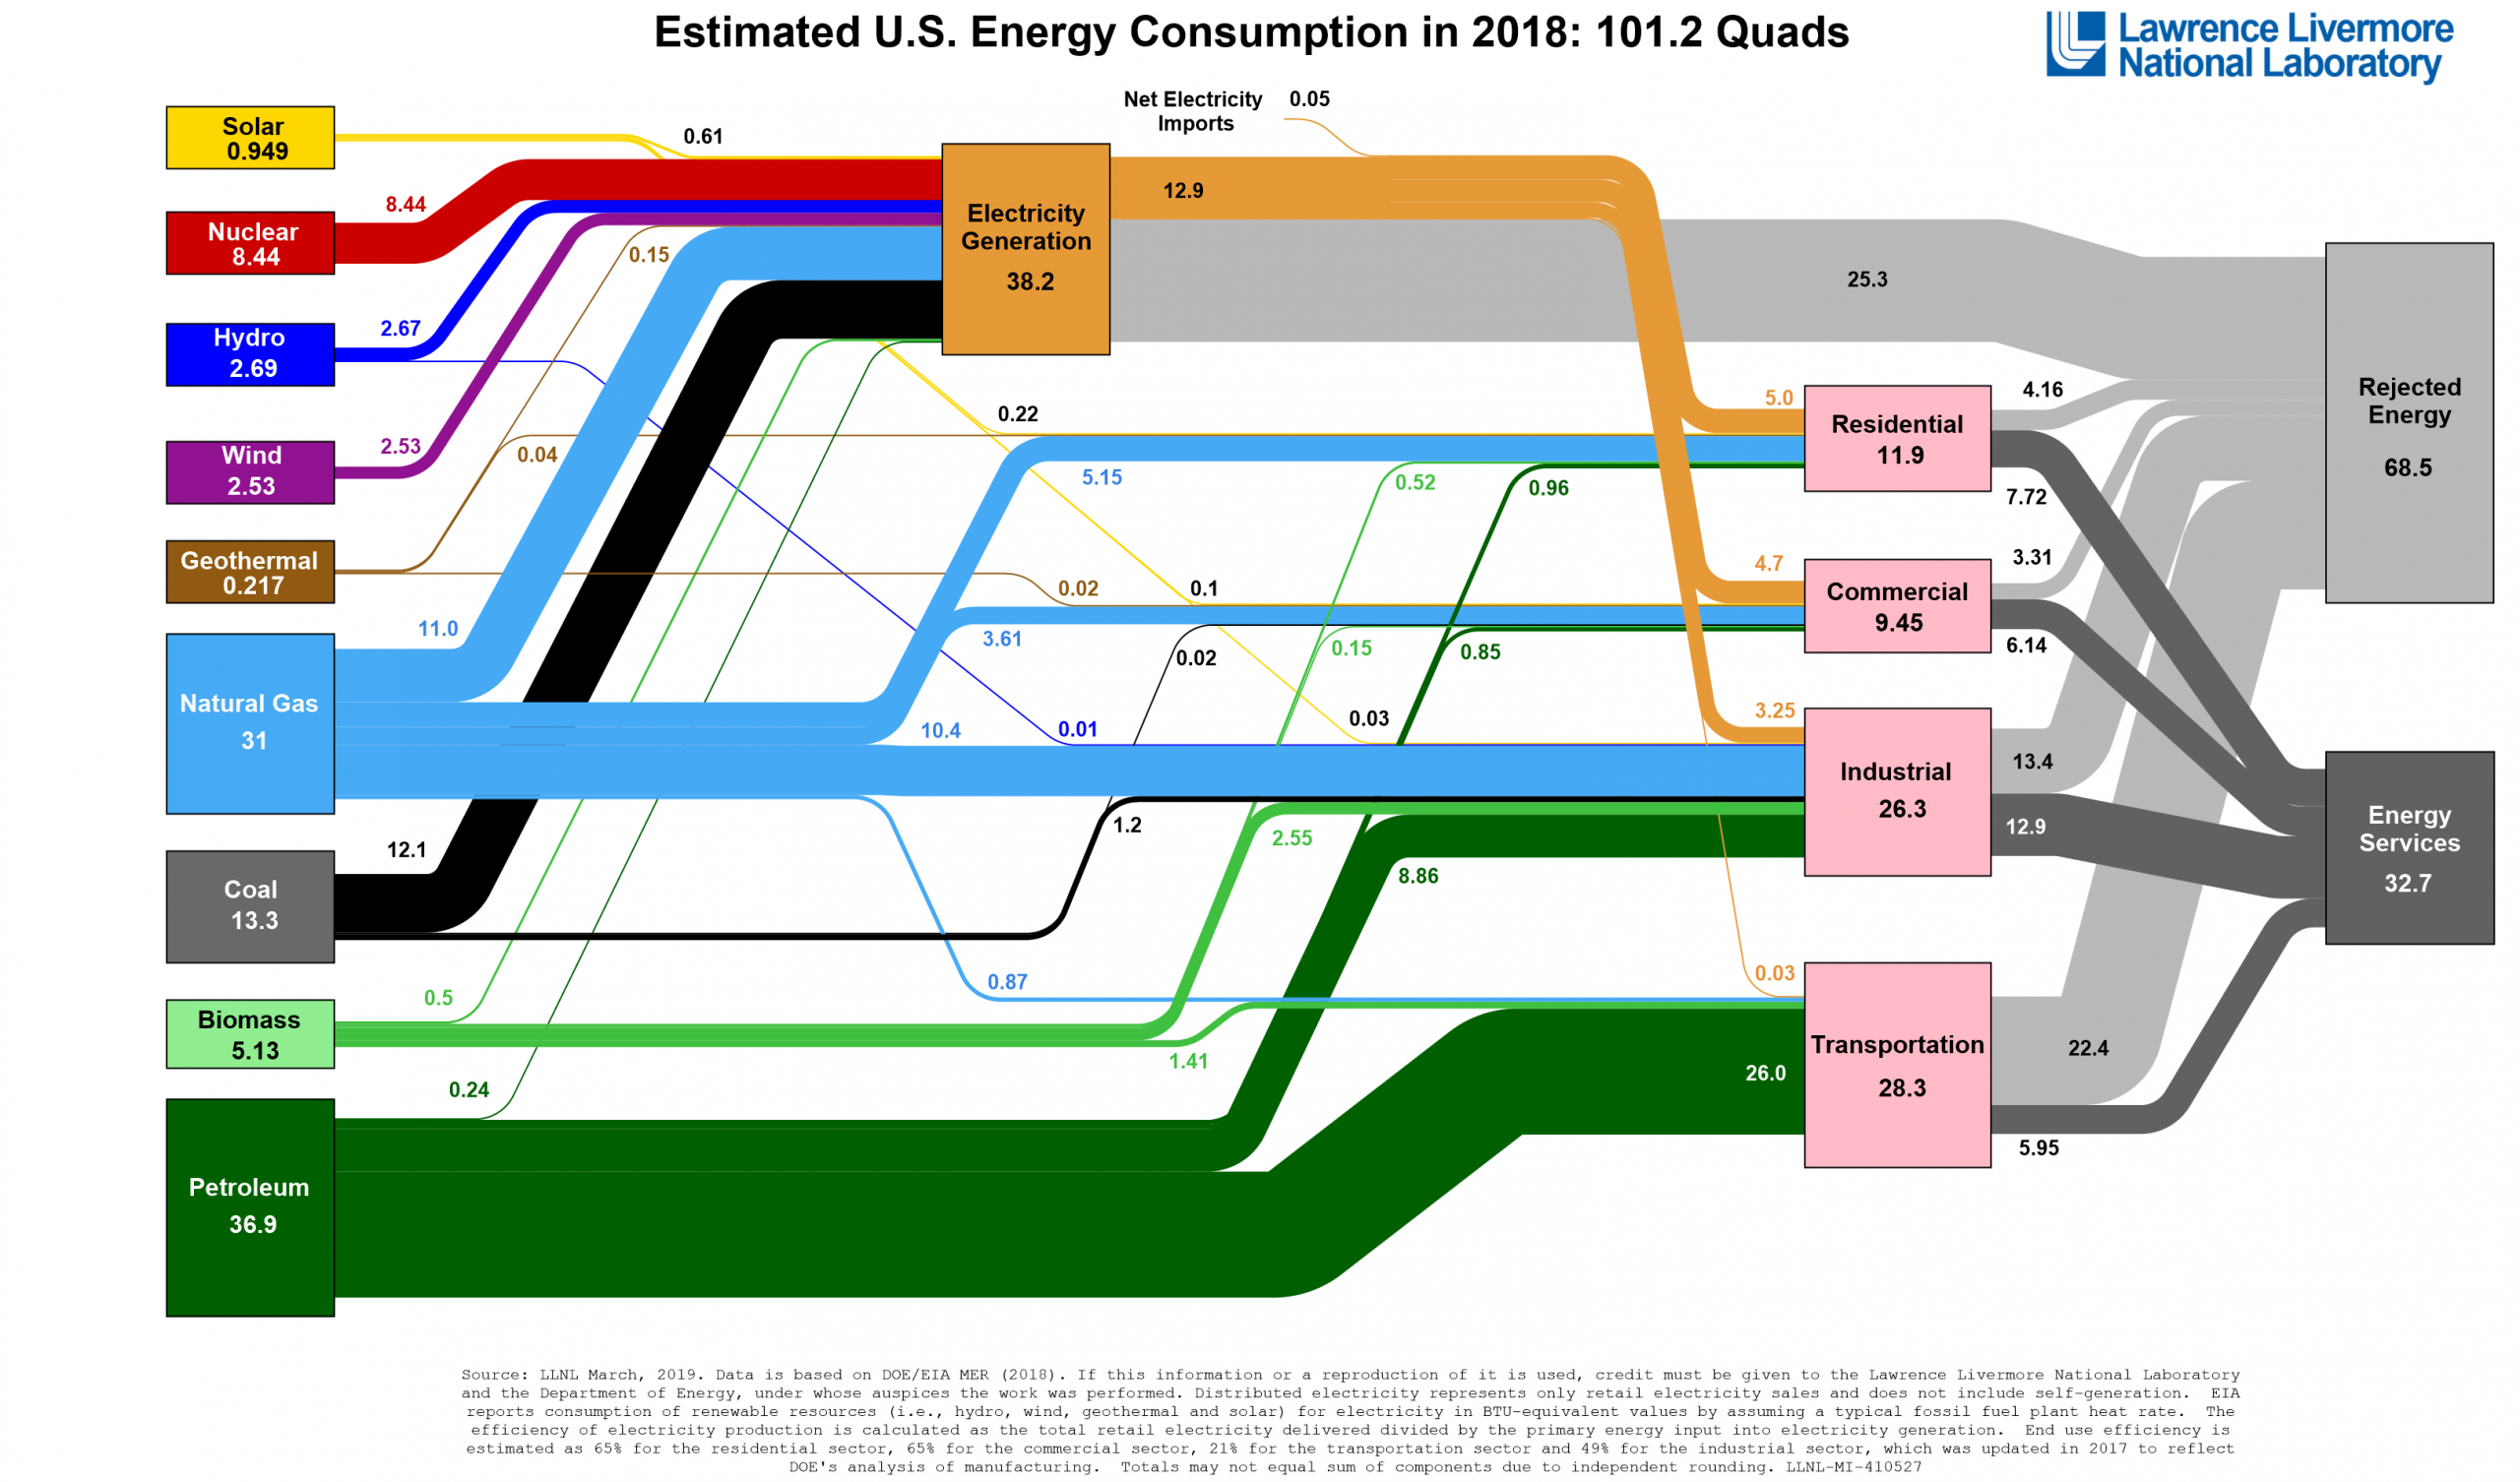 Estimated U.S. Energy Consumption in 2018: 101.2 Quads
Lawrence Livermore
National Laboratory
Net Electricity
Imports
0.05
Solar
0.949
0.61
Nuclear
8.44
8.44
Hydro
2.69
2.67
Wind
2.53
2.53
Geothermal
0.217
0.15
0.04
0.02
Natural Gas
31
11.0
5.15
3.61
10.4
0.87
Coal
13.3
12.1
1.2
0.02
Biomass
5.13
0.5
0.52
0.15
2.55
1.41
Petroleum
36.9
0.24
0.96
0.85
8.86
26.0
Electricity
Generation
38.2
12.9
25.3
0.22
0.1
0.03
0.01
5.0
4.7
3.25
0.03
Residential
11.9
4.16
7.72
Commercial
9.45
3.31
6.14
Industrial
26.3
13.4
12.9
Transportation
28.3
22.4
5.95
Rejected
Energy
68.5
Energy
Services
32.7
Source: LLNL March, 2019. Data is based on DOE/EIA MER (2018). If this information or a reproduction of it is used, credit must be given to the Lawrence Livermore National Laboratory
and the Department of Energy, under whose auspices the work was performed. Distributed electricity represents only retail electricity sales and does not include self-generation. EIA
reports consumption of renewable resources (i.e., hydro, wind, geothermal and solar) for electricity in BTU-equivalent values by assuming a typical fossil fuel plant heat rate. The
efficiency of electricity production is calculated as the total retail electricity delivered divided by the primary energy input into electricity generation. End use efficiency is
estimated as 65% for the residential sector, 65% for the commercial sector, 21% for the transportation sector and 49% for the industrial sector, which was updated in 2017 to reflect
DOE's analysis of manufacturing. Totals may not equal sum of components due to independent rounding. LLNL-MI-410527